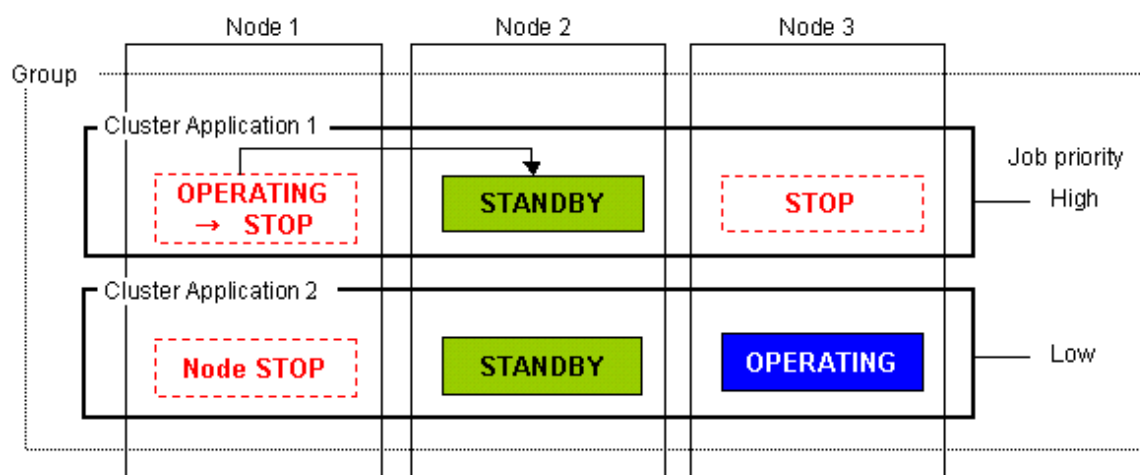 Node 1
Node 2
Node 3
Group
Cluster Application 1
Job priority
OPERATING
→ STOP
STANDBY
STOP
High
Cluster Application 2
Node STOP
STANDBY
OPERATING
Low